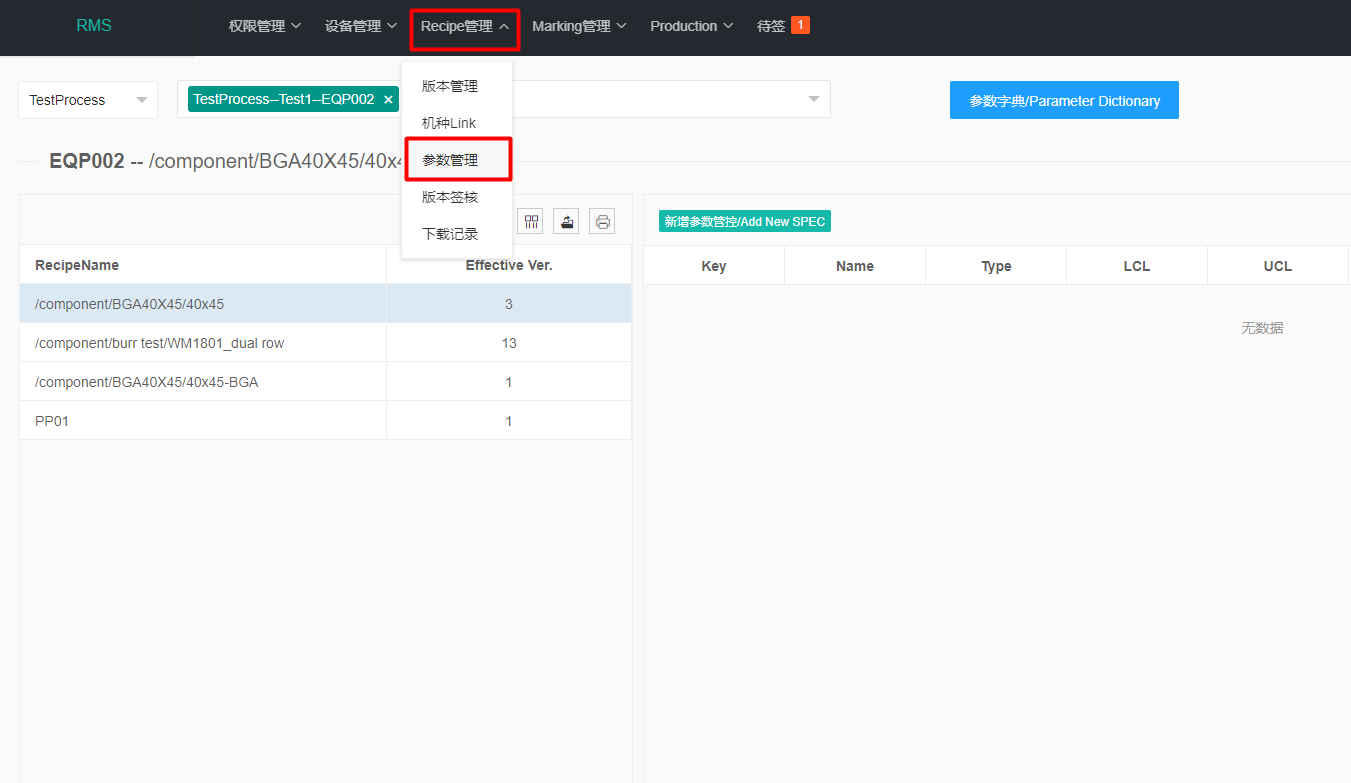 RMS 权限管理 设备管理 Recipe管理 Marking管理 Production 待签 1
版本管理
机种Link
参数管理
版本签核
下载记录
TestProcess TestProcess--Test1--EQP002 × 参数字典/Parameter Dictionary
EQP002 -- /component/BGA40X45/40x4
新增参数管控/Add New SPEC
RecipeName Effective Ver.
/component/BGA40X45/40x45 3
/component/burr test/WM1801_dual row 13
/component/BGA40X45/40x45-BGA 1
PP01 1
Key Name Type LCL UCL
无数据